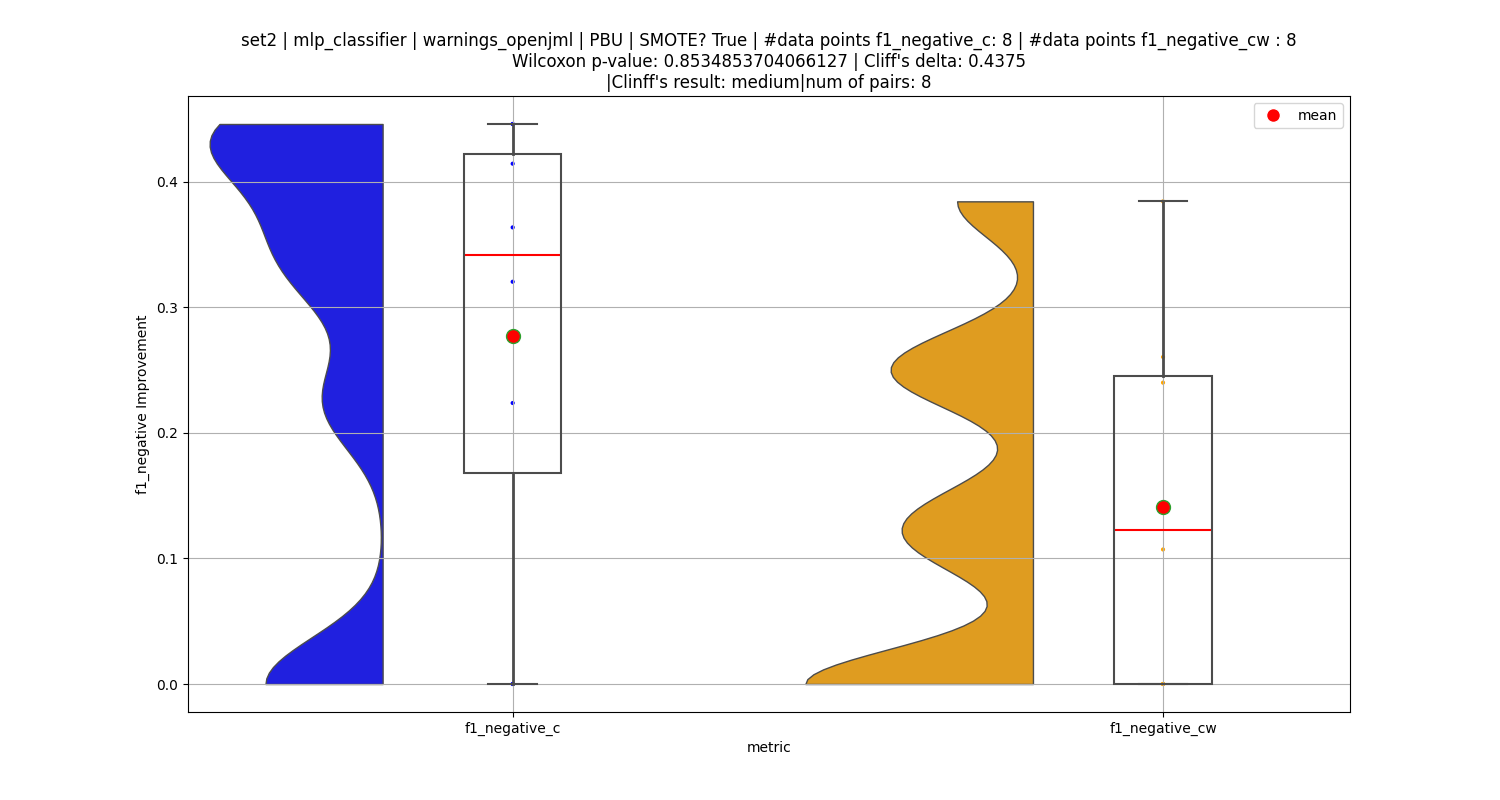 set2 | mlp_classifier | warnings_openjml | PBU | SMOTE? True | #data points f1_negative_c: 8 | #data points f1_negative_cw : 8
Wilcoxon p-value: 0.8534853704066127 | Cliff's delta: 0.4375
|Clinff's result: medium|num of pairs: 8
mean
0.4
0.3
0.2
0.1
0.0
f1_negative Improvement
f1_negative_c
f1_negative_cw
metric